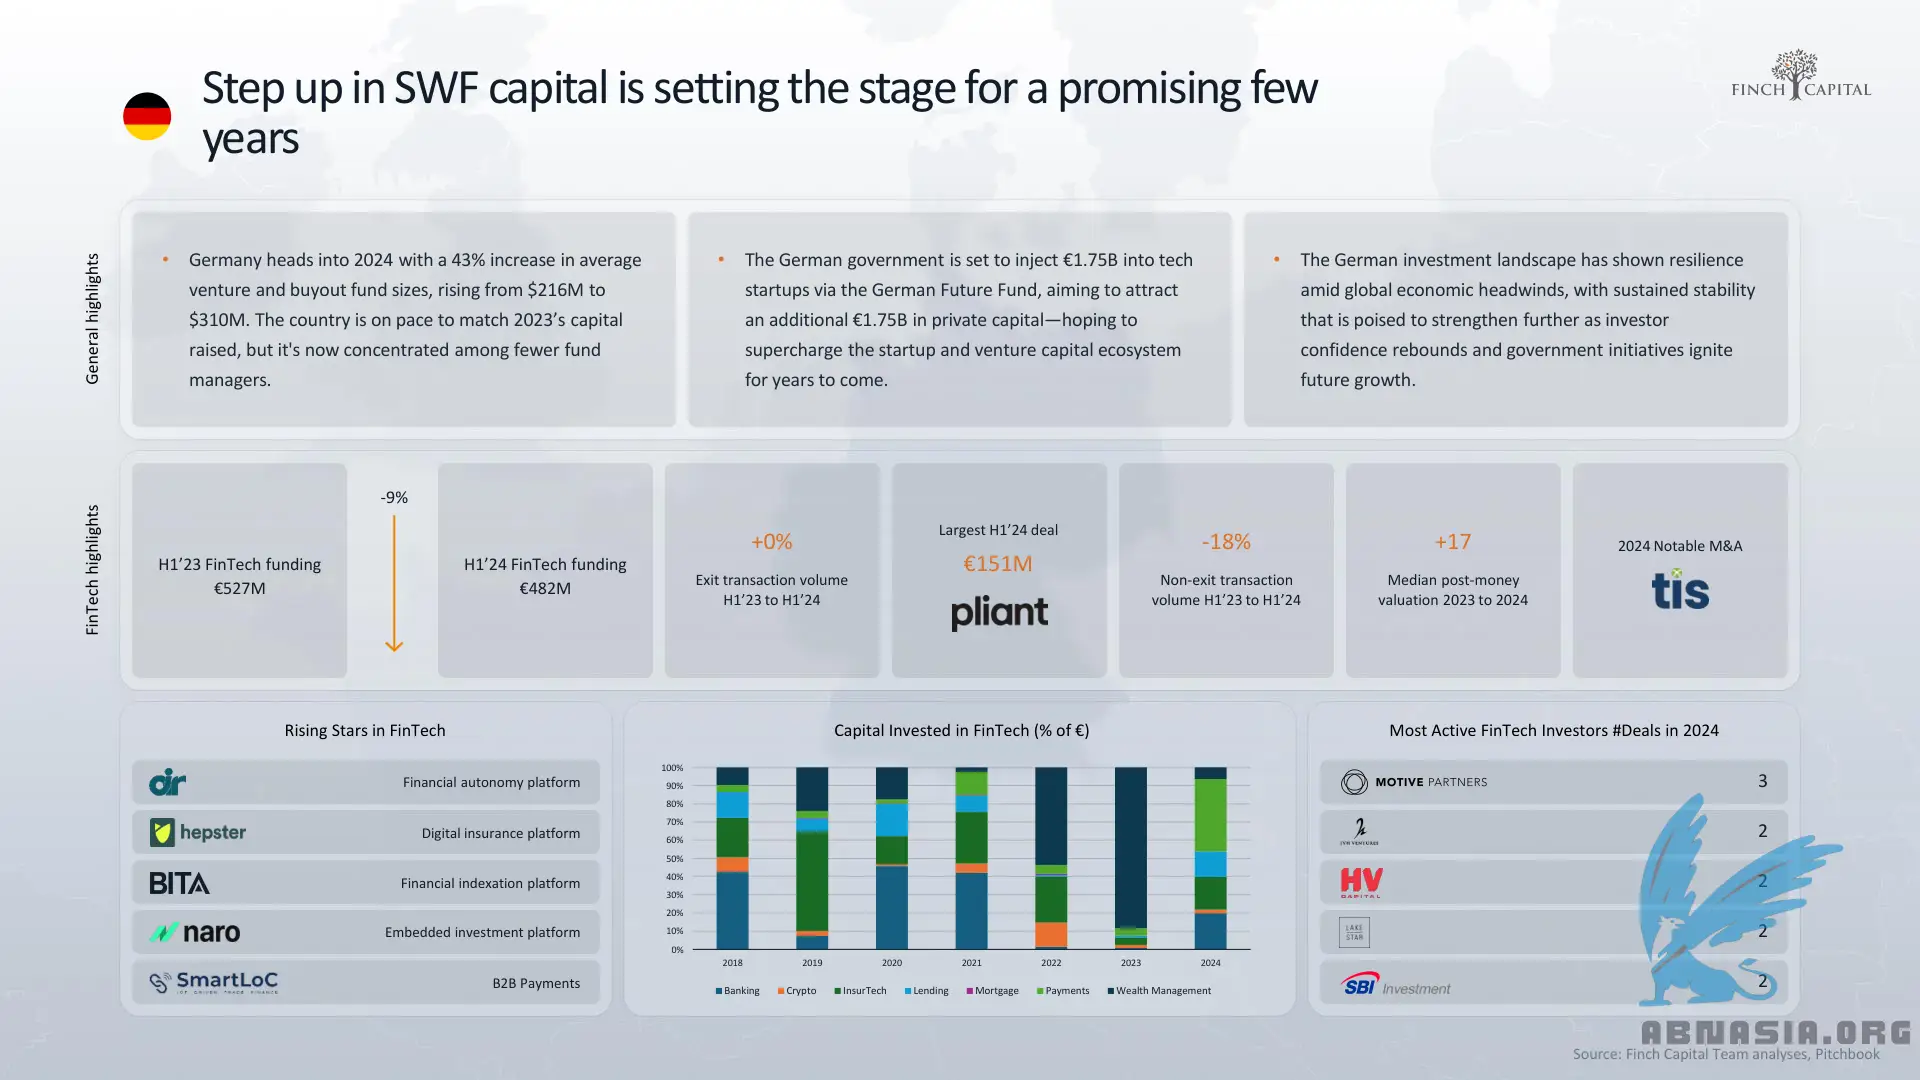 Step up in SWF capital is setting the stage for a promising few
years
FINCH CAPITAL
General highlights
• Germany heads into 2024 with a 43% increase in average
venture and buyout fund sizes, rising from $216M to
$310M. The country is on pace to match 2023’s capital
raised, but it's now concentrated among fewer fund
managers.
• The German government is set to inject €1.75B into tech
startups via the German Future Fund, aiming to attract
an additional €1.75B in private capital—hoping to
supercharge the startup and venture capital ecosystem
for years to come.
• The German investment landscape has shown resilience
amid global economic headwinds, with sustained stability
that is poised to strengthen further as investor
confidence rebounds and government initiatives ignite
future growth.
FinTech highlights
H1’23 FinTech funding
€527M
-9%
H1’24 FinTech funding
€482M
+0%
Exit transaction volume
H1’23 to H1’24
Largest H1’24 deal
€151M
pliant
-18%
Non-exit transaction
volume H1’23 to H1’24
+17
Median post-money
valuation 2023 to 2024
2024 Notable M&A
tis
Rising Stars in FinTech
air
Financial autonomy platform
hepster
Digital insurance platform
BITA
Financial indexation platform
naro
Embedded investment platform
SmartLoC
IOT DRIVEN TRADE FINANCE
B2B Payments
Capital Invested in FinTech (% of €)
100%
90%
80%
70%
60%
50%
40%
30%
20%
10%
0%
2018 2019 2020 2021 2022 2023 2024
Banking Crypto InsurTech Lending Mortgage Payments Wealth Management
Most Active FinTech Investors #Deals in 2024
MOTIVE PARTNERS
3
JVH VENTURES
2
HV
CAPITAL
2
LAKE
STAR
2
SBI Investment
2
ABNASIA.ORG
Source: Finch Capital Team analyses, Pitchbook